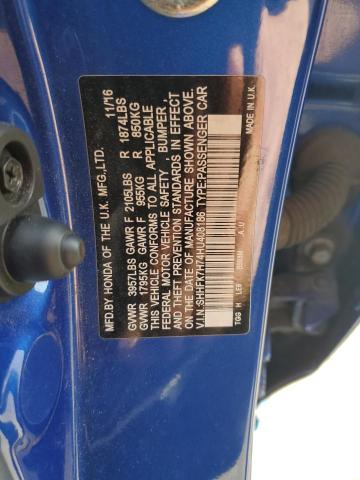 MFD. BY HONDA OF THE U.K. MFG.,LTD. 11/16
GVWR 3957LBS GAWR F 2105LBS R 1874LBS
GVWR 1795KG GAWR F 955KG R 850KG
THIS VEHICLE CONFORMS TO ALL APPLICABLE
FEDERAL MOTOR VEHICLE SAFETY , BUMPER ,
THEFT PREVENTION STANDARDS IN EFFECT
ON THE DATE OF MANUFACTURE SHOWN ABOVE.
V.I.N.:SHHFK7H74HU408186 TYPE:PASSENGER CAR
TGG H LE9 A.U MADE IN U.K.